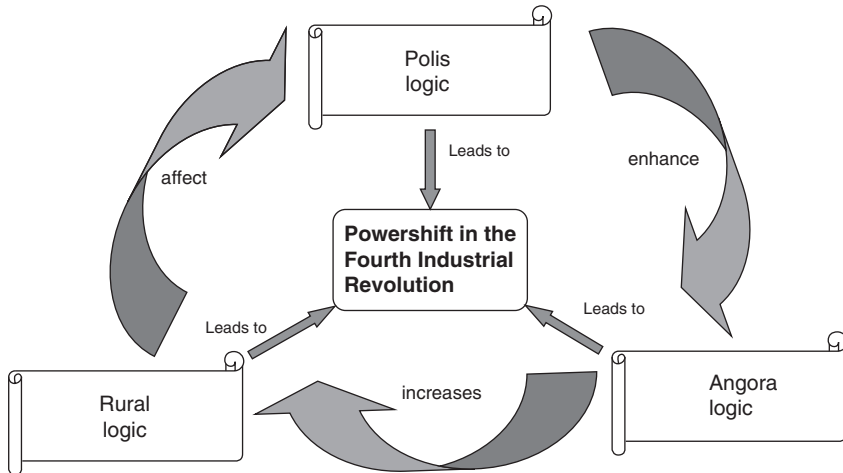 Polis
logic
Leads to
affect
enhance
Powershift in the
Fourth Industrial
Revolution
Leads to
Leads to
Rural
logic
increases
Angora
logic